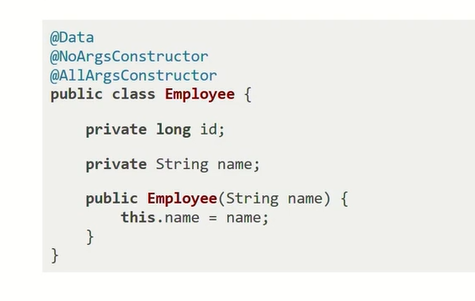 @Data
@NoArgsConstructor
@AllArgsConstructor
public class Employee {
private long id;
private String name;
public Employee(String name) {
this.name = name;
}
}